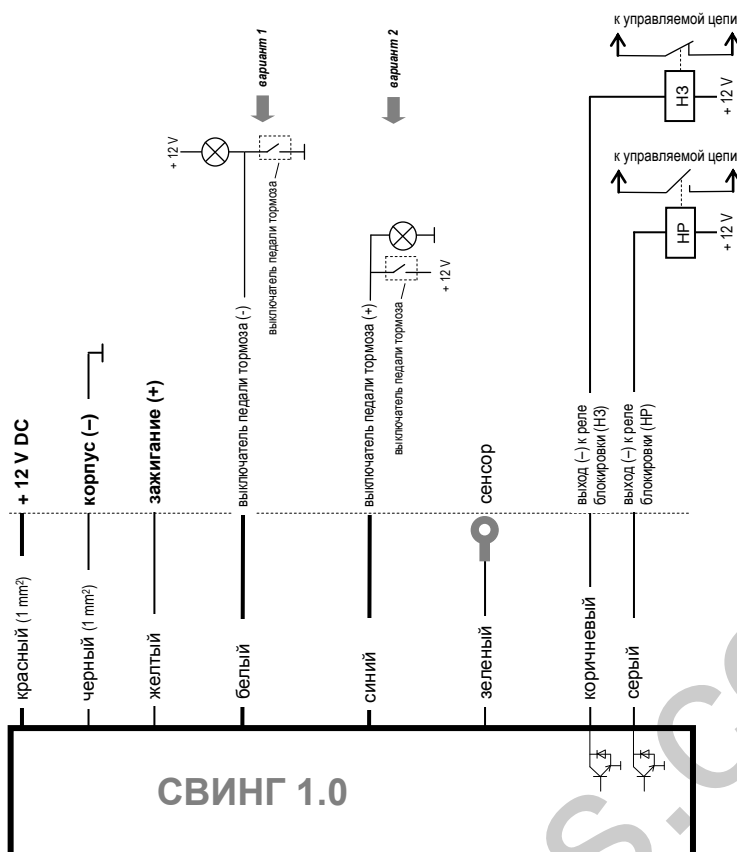 к управляемой цепи
НЗ
+ 12 V
к управляемой цепи
НР
+ 12 V
вариант 1
+ 12 V
выключатель педали тормоза
вариант 2
+ 12 V
выключатель педали тормоза
+ 12 V DC
корпус (–)
зажигание (+)
выключатель педали тормоза (-)
выключатель педали тормоза (+)
сенсор
выход (–) к реле
блокировки (НЗ)
выход (–) к реле
блокировки (НР)
красный (1 mm²)
черный (1 mm²)
желтый
белый
синий
зеленый
коричневый
серый
СВИНГ 1.0